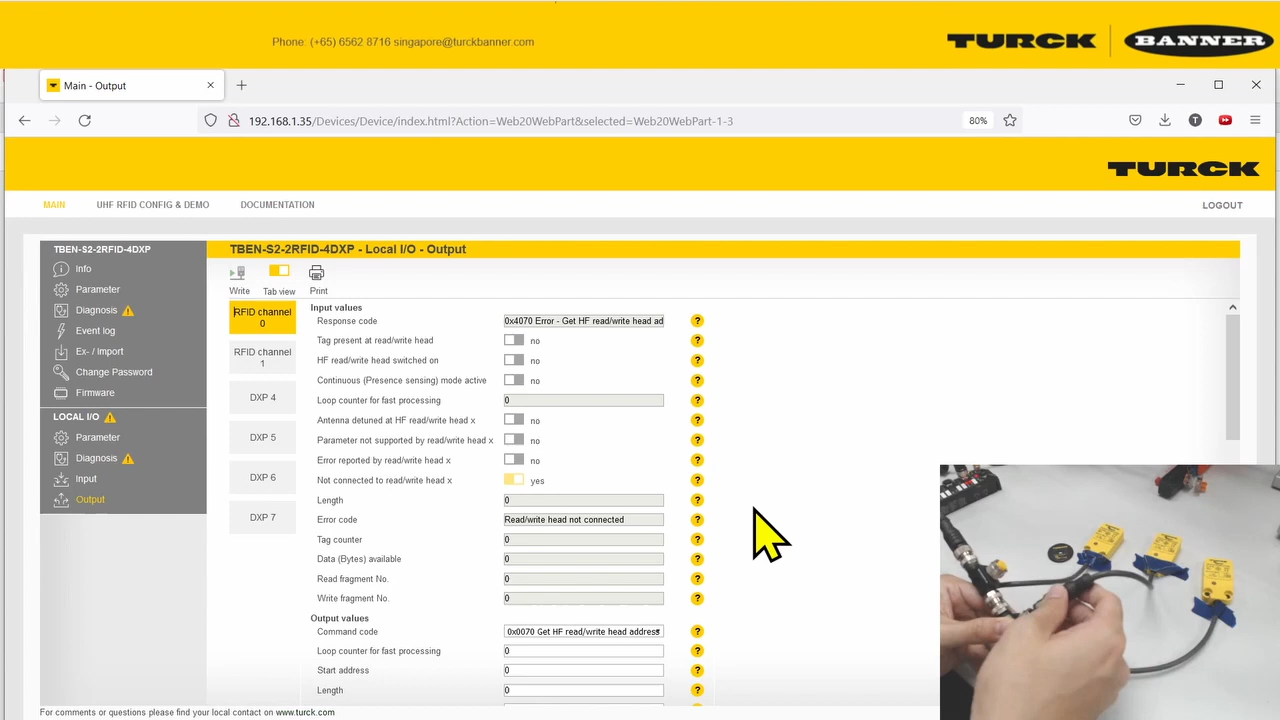 Phone: (+65) 6562 8716 singapore@turckbanner.com
TURCK BANNER
Main - Output
192.168.1.35/Devices/Device/index.html?Action=Web20WebPart&selected=Web20WebPart-1-3
80%
T
TURCK
MAIN UHF RFID CONFIG & DEMO DOCUMENTATION LOGOUT
TBEN-S2-2RFID-4DXP
Info
Parameter
Diagnosis
Event log
Ex- / Import
Change Password
Firmware
LOCAL I/O
Parameter
Diagnosis
Input
Output
TBEN-S2-2RFID-4DXP - Local I/O - Output
Write Tab view Print
RFID channel
0
RFID channel
1
DXP 4
DXP 5
DXP 6
DXP 7
Input values
Response code 0x4070 Error - Get HF read/write head ad ?
Tag present at read/write head no ?
HF read/write head switched on no ?
Continuous (Presence sensing) mode active no ?
Loop counter for fast processing 0 ?
Antenna detuned at HF read/write head x no ?
Parameter not supported by read/write head x no ?
Error reported by read/write head x no ?
Not connected to read/write head x yes ?
Length 0 ?
Error code Read/write head not connected ?
Tag counter 0 ?
Data (Bytes) available 0 ?
Read fragment No. 0 ?
Write fragment No. 0 ?
Output values
Command code 0x0070 Get HF read/write head address ?
Loop counter for fast processing 0 ?
Start address 0 ?
Length 0 ?
For comments or questions please find your local contact on www.turck.com